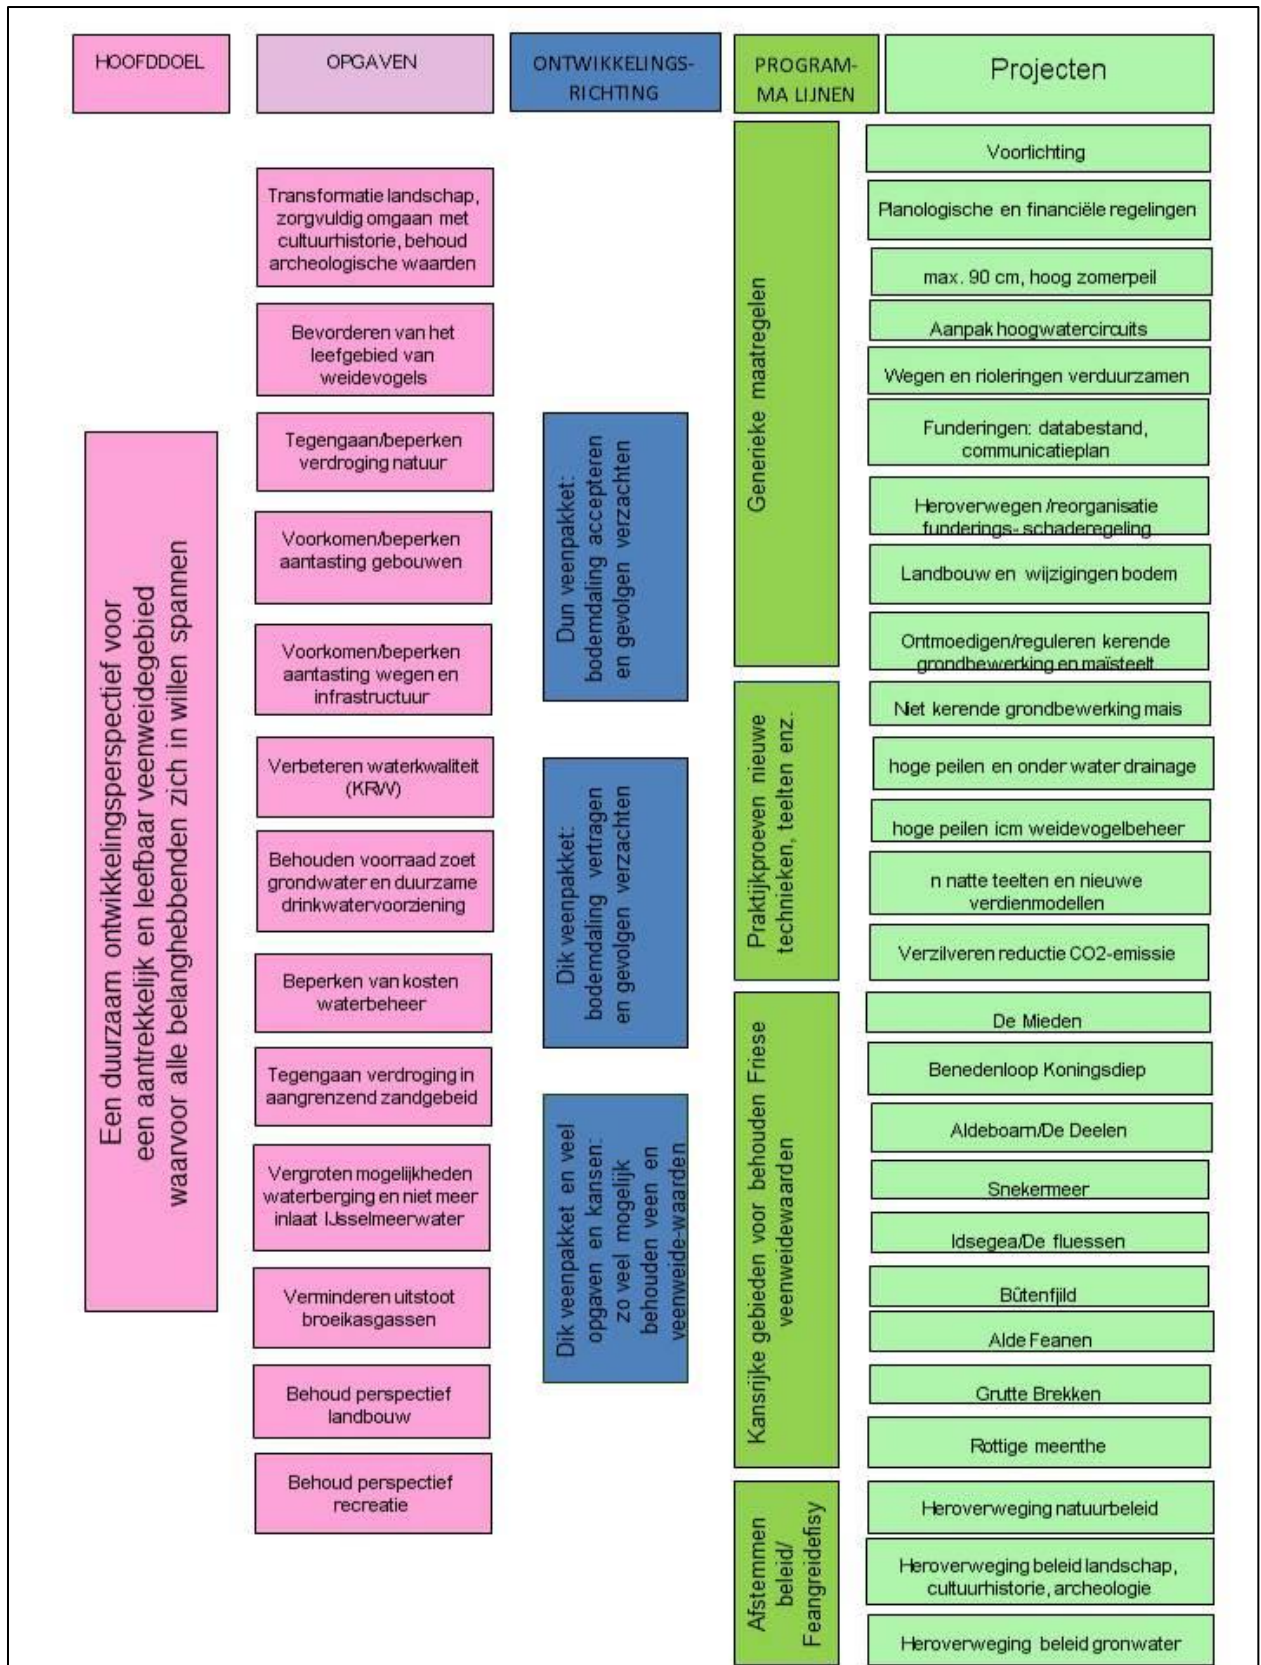 HOOFDDOEL
OPGAVEN
ONTWIKKELINGS-
RICHTING
PROGRAM-
MA LIJNEN
Projecten
Een duurzaam ontwikkelingsperspectief voor
een aantrekkelijk en leefbaar veenweidegebied
waarvoor alle belanghebbenden zich in willen spannen
Transformatie landschap,
zorgvuldig omgaan met
cultuurhistorie, behoud
archeologische waarden
Bevorderen van het
leefgebied van
weidevogels
Tegengaan/beperken
verdroging natuur
Voorkomen/beperken
aantasting gebouwen
Voorkomen/beperken
aantasting wegen en
infrastructuur
Verbeteren waterkwaliteit
(KRW)
Behouden voorraad zoet
grondwater en duurzame
drinkwatervoorziening
Beperken van kosten
waterbeheer
Tegengaan verdroging in
aangrenzend zandgebeid
Vergroten mogelijkheden
waterberging en niet meer
inlaat IJsselmeerwater
Verminderen uitstoot
broeikasgassen
Behoud perspectief
landbouw
Behoud perspectief
recreatie
Dun veenpakket:
bodemdaling accepteren
en gevolgen verzachten
Dik veenpakket:
bodemdaling vertragen
en gevolgen verzachten
Dik veenpakket en veel
opgaven en kansen:
zo veel mogelijk
behouden veen en
veenweide-waarden
Generieke maatregelen
Praktijkproeven nieuwe
technieken, teelten enz.
Kansrijke gebieden voor behouden Friese
veenweidewaarden
Afstemmen
beleid/
Feangreidefisy
Voorlichting
Planologische en financiële regelingen
max. 90 cm, hoog zomerpeil
Aanpak hoogwatercircuits
Wegen en rioleringen verduurzamen
Funderingen: databestand,
communicatieplan
Heroverwegen /reorganisatie
funderings- schaderegeling
Landbouw en wijzigingen bodem
Ontmoedigen/reguleren kerende
grondbewerking en maïsteelt
Niet kerende grondbewerking mais
hoge peilen en onder water drainage
hoge peilen icm weidevogelbeheer
n natte teelten en nieuwe
verdienmodellen
Verzilveren reductie CO2-emissie
De Mieden
Benedenloop Koningsdiep
Aldeboarn/De Deelen
Snekermeer
Idsegea/De fluessen
Bûtenfjild
Alde Feanen
Grutte Brekken
Rottige meenthe
Heroverweging natuurbeleid
Heroverweging beleid landschap,
cultuurhistorie, archeologie
Heroverweging beleid gronwater